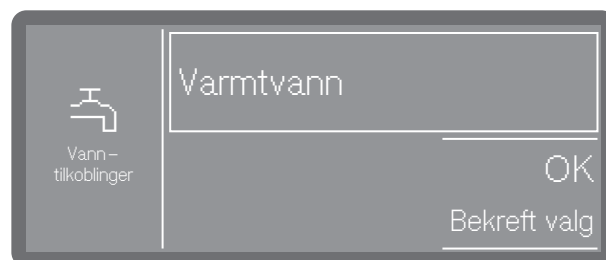 Varmtvann
Vann-
tilkoblinger
OK
Bekreft valg